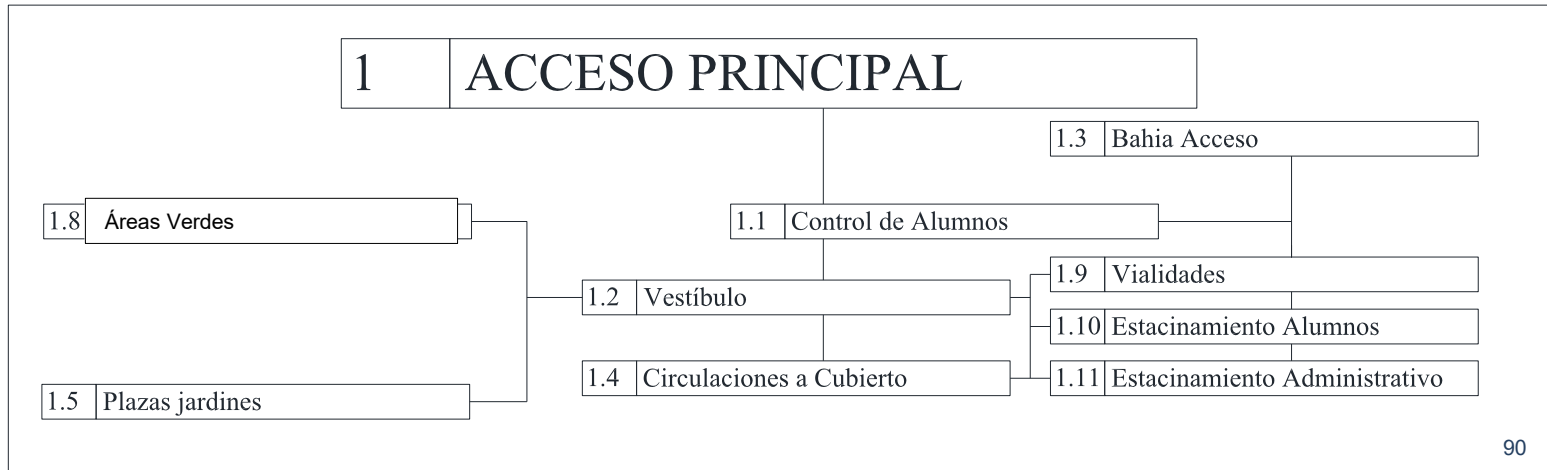 1 ACCESO PRINCIPAL
1.3 Bahia Acceso
1.8 Áreas Verdes
1.1 Control de Alumnos
1.9 Vialidades
1.2 Vestíbulo
1.10 Estacinamiento Alumnos
1.4 Circulaciones a Cubierto
1.11 Estacinamiento Administrativo
1.5 Plazas jardines
90